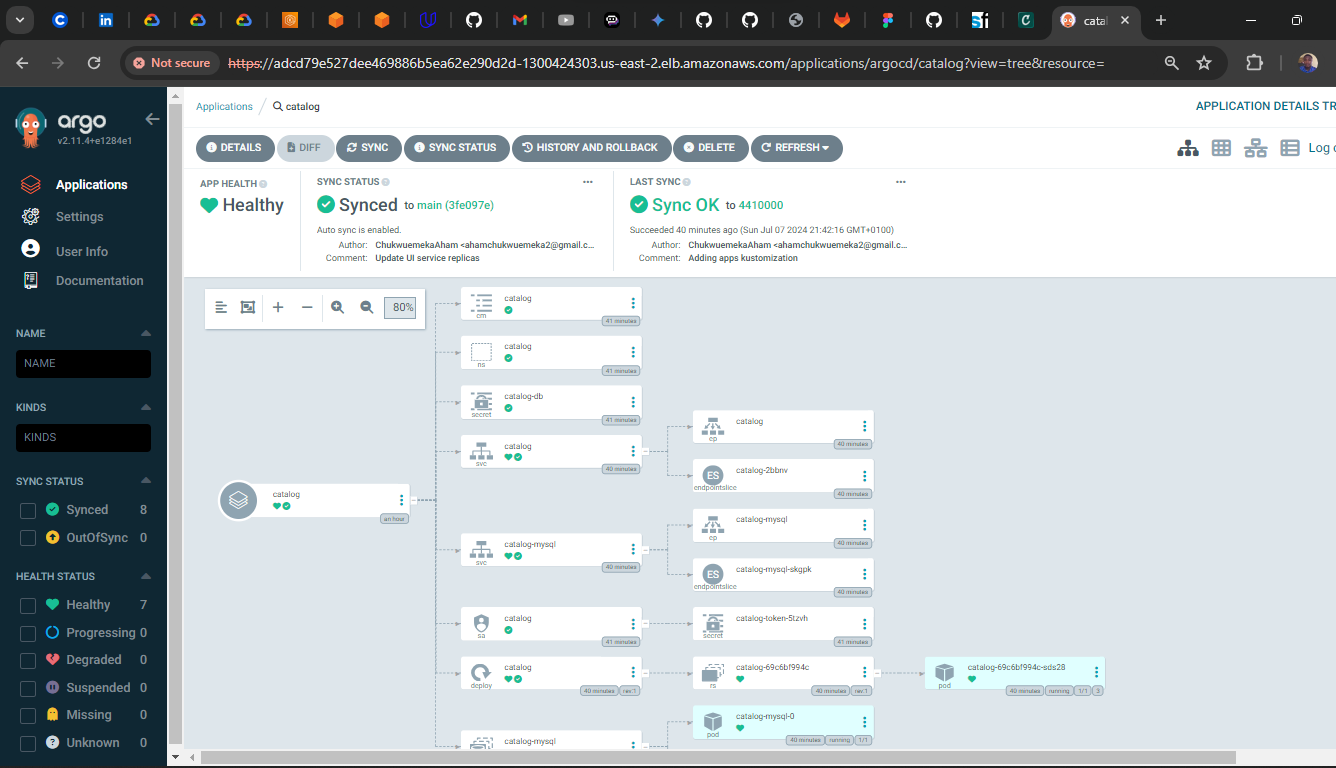 cata
Not secure
https://adcd79e527dee469886b5ea62e290d2d-1300424303.us-east-2.elb.amazonaws.com/applications/argocd/catalog?view=tree&resource=
argo
v2.11.4+e1284e1
Applications
Settings
User Info
Documentation
NAME
NAME
KINDS
KINDS
SYNC STATUS
Synced 8
OutOfSync 0
HEALTH STATUS
Healthy 7
Progressing 0
Degraded 0
Suspended 0
Missing 0
Unknown 0
Applications / catalog
APPLICATION DETAILS TR
DETAILS DIFF SYNC SYNC STATUS HISTORY AND ROLLBACK DELETE REFRESH
Log o
APP HEALTH
Healthy
SYNC STATUS
Synced to main (3fe097e)
Auto sync is enabled.
Author: ChukwuemekaAham <ahamchukwuemeka2@gmail.c...
Comment: Update UI service replicas
LAST SYNC
Sync OK to 4410000
Succeeded 40 minutes ago (Sun Jul 07 2024 21:42:16 GMT+0100)
Author: ChukwuemekaAham <ahamchukwuemeka2@gmail.c...
Comment: Adding apps kustomization
80%
catalog
an hour
catalog
cm
41 minutes
catalog
ns
41 minutes
catalog-db
secret
41 minutes
catalog
svc
40 minutes
catalog
ep
40 minutes
ES
catalog-2bbnv
endpointslice
40 minutes
catalog-mysql
svc
40 minutes
catalog-mysql
ep
40 minutes
ES
catalog-mysql-skgpk
endpointslice
40 minutes
catalog
sa
41 minutes
catalog-token-5tzvh
secret
41 minutes
catalog
deploy
40 minutes rev:1
catalog-69c6bf994c
rs
40 minutes rev:1
catalog-69c6bf994c-sds28
pod
40 minutes running 1/1 3
catalog-mysql
catalog-mysql-0
pod
40 minutes running 1/1